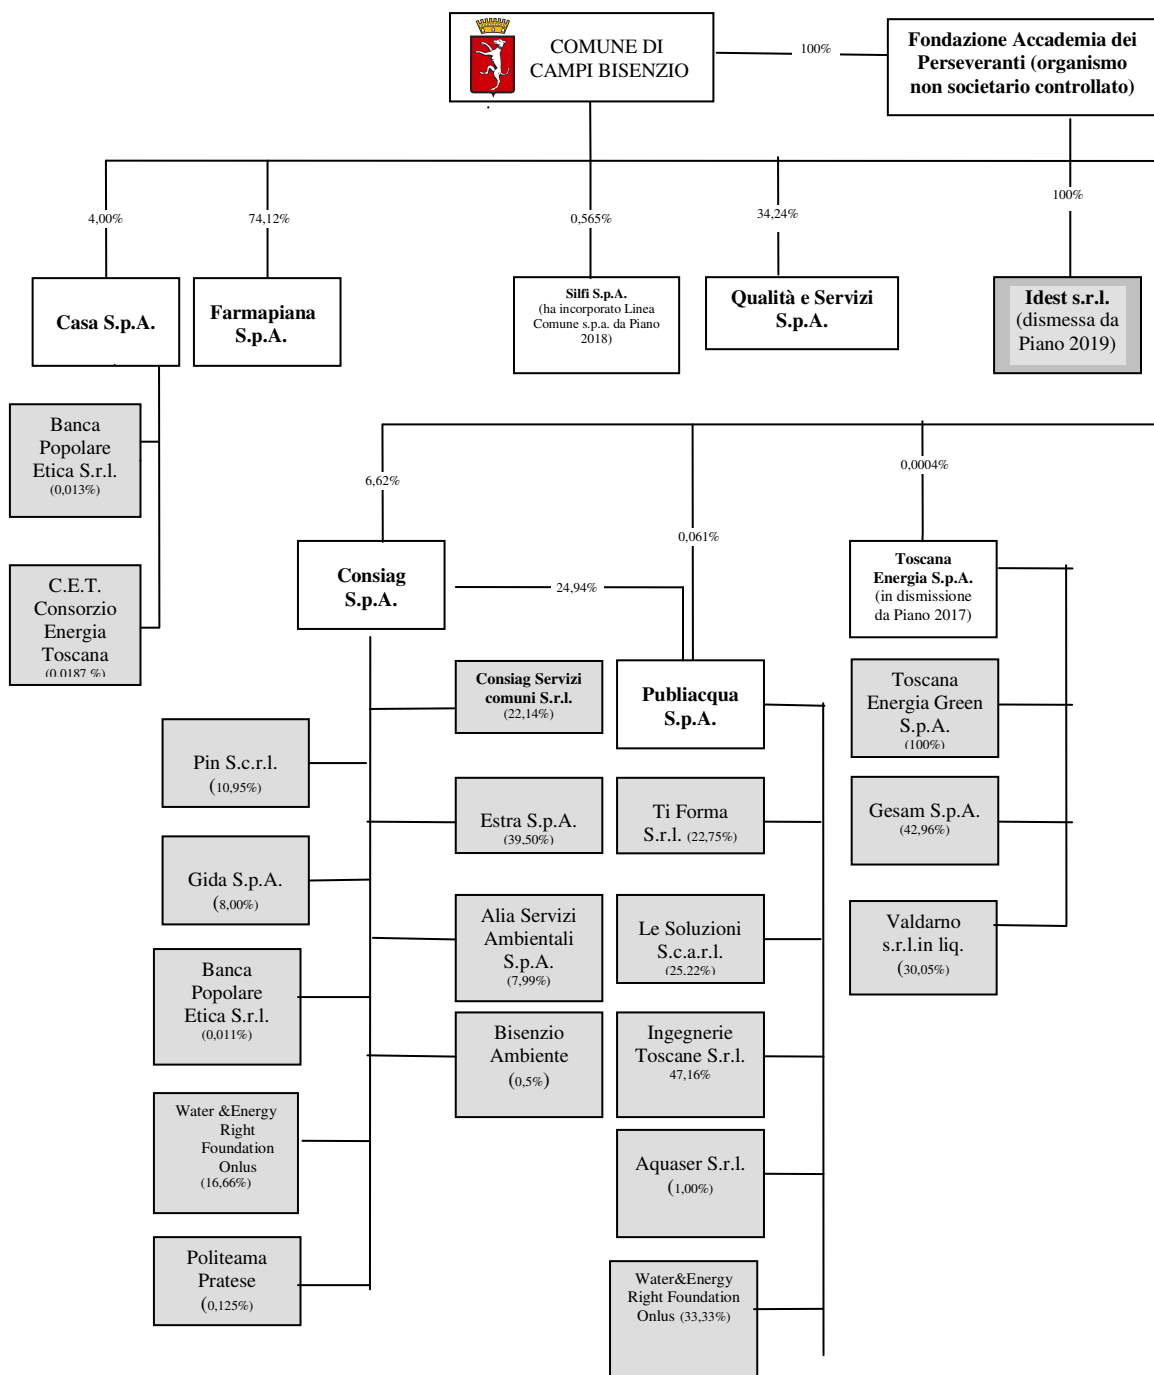 COMUNE DI
CAMPI BISENZIO
100%
Fondazione Accademia dei
Perseveranti (organismo
non societario controllato)
4,00%
74,12%
0,565%
34,24%
100%
Casa S.p.A.
Farmapiana
S.p.A.
Silfi S.p.A.
(ha incorporato Linea
Comune s.p.a. da Piano
2018)
Qualità e Servizi
S.p.A.
Idest s.r.l.
(dismessa da
Piano 2019)
Banca
Popolare
Etica S.r.l.
(0,013%)
6,62%
0,061%
0,0004%
C.E.T.
Consorzio
Energia
Toscana
(0,0187 %)
Consiag
S.p.A.
24,94%
Toscana
Energia S.p.A.
(in dismissione
da Piano 2017)
Consiag Servizi
comuni S.r.l.
(22,14%)
Publiacqua
S.p.A.
Toscana
Energia Green
S.p.A.
(100%
Pin S.c.r.l.
(10,95%)
Estra S.p.A.
(39,50%)
Ti Forma
S.r.l. (22,75%)
Gesam S.p.A.
(42,96%)
Gida S.p.A.
(8,00%)
Alia Servizi
Ambientali
S.p.A.
(7,99%)
Le Soluzioni
S.c.a.r.l.
(25,22%)
Valdarno
s.r.l.in liq.
(30,05%)
Banca
Popolare
Etica S.r.l.
(0,011%)
Bisenzio
Ambiente
(0,5%)
Ingegnerie
Toscane S.r.l.
47,16%
Water &Energy
Right
Foundation
Onlus
(16,66%)
Aquaser S.r.l.
(1,00%)
Politeama
Pratese
(0,125%)
Water&Energy
Right Foundation
Onlus (33,33%)